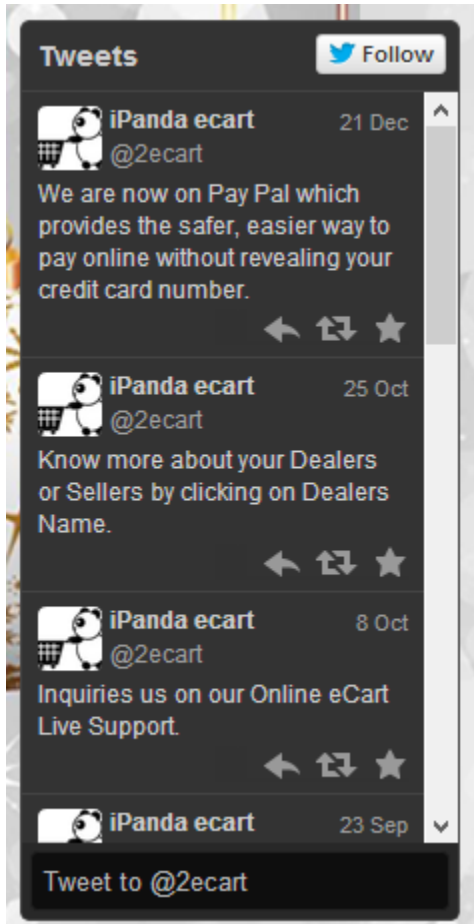 Tweets
Follow
iPanda ecart 21 Dec
@2ecart
We are now on Pay Pal which
provides the safer, easier way to
pay online without revealing your
credit card number.
iPanda ecart 25 Oct
@2ecart
Know more about your Dealers
or Sellers by clicking on Dealers
Name.
iPanda ecart 8 Oct
@2ecart
Inquiries us on our Online eCart
Live Support.
iPanda ecart 23 Sep
Tweet to @2ecart